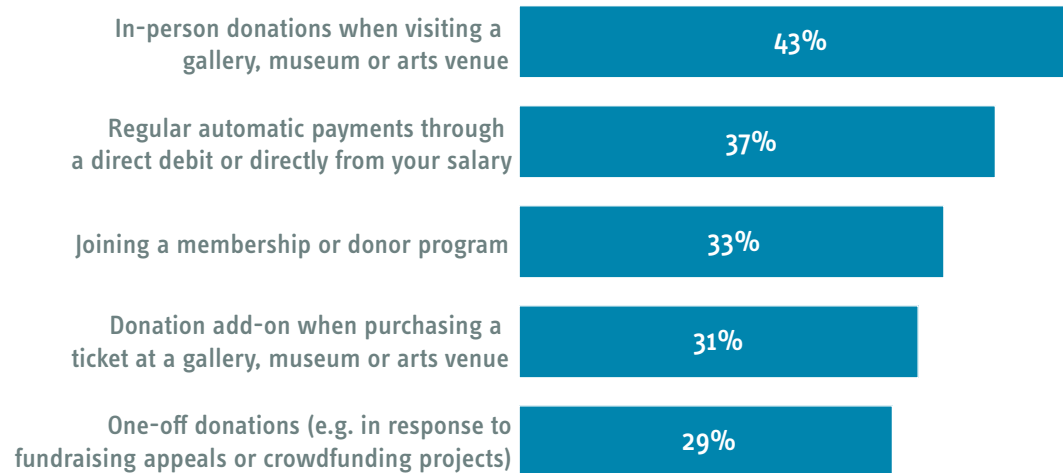 In-person donations when visiting a
gallery, museum or arts venue
43%
Regular automatic payments through
a direct debit or directly from your salary
37%
Joining a membership or donor program
33%
Donation add-on when purchasing a
ticket at a gallery, museum or arts venue
31%
One-off donations (e.g. in response to
fundraising appeals or crowdfunding projects)
29%